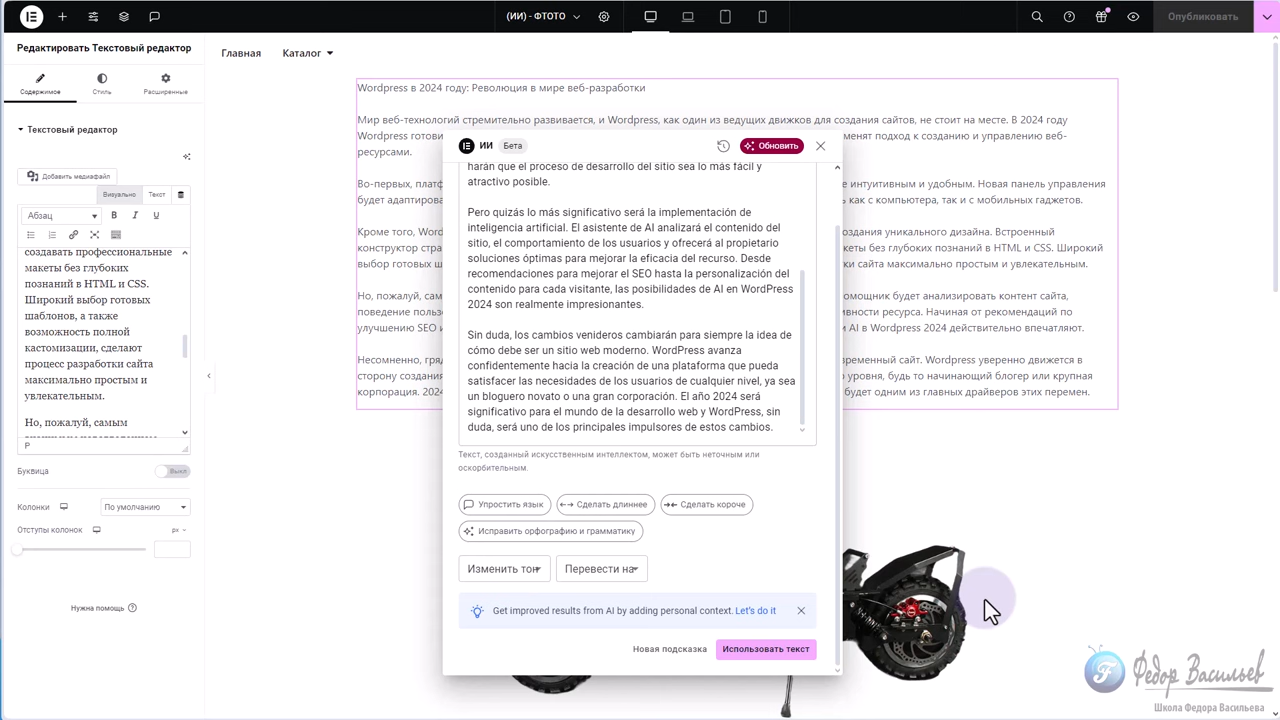 (ИИ) - ФТОТО
Опубликовать
Редактировать Текстовый редактор
Содержимое
Стиль
Расширенные
Текстовый редактор
Добавить медиафайл
Визуально
Текст
Абзац
создавать профессиональные
макеты без глубоких
познаний в HTML и CSS.
Широкий выбор готовых
шаблонов, а также
возможность полной
кастомизации, сделают
процесс разработки сайта
максимально простым и
увлекательным.
Но, пожалуй, самым
P
Буквица
Выкл
Колонки
По умолчанию
Отступы колонок
px
Нужна помощь
Главная
Каталог
Wordpress в 2024 году: Революция в мире веб-разработки
Мир веб-технологий стремительно развивается, и Wordpress, как один из ведущих движков для создания сайтов, не стоит на месте. В 2024 году
Wordpress готови
менят подход к созданию и управлению веб-
ресурсами.
Во-первых, платф
е интуитивным и удобным. Новая панель управления
будет адаптирова
как с компьютера, так и с мобильных гаджетов.
Кроме того, Word
оздания уникального дизайна. Встроенный
конструктор стра
кеты без глубоких познаний в HTML и CSS. Широкий
выбор готовых ш
ки сайта максимально простым и увлекательным.
Но, пожалуй, сам
омощник будет анализировать контент сайта,
поведение польз
ивности ресурса. Начиная от рекомендаций по
улучшению SEO и
AI в Wordpress 2024 действительно впечатляют.
Несомненно, гряд
временный сайт. Wordpress уверенно движется в
сторону создани
о уровня, будь то начинающий блогер или крупная
корпорация. 2024
будет одним из главных драйверов этих перемен.
ИИ
Бета
Обновить
harán que el proceso de desarrollo del sitio sea lo más fácil y
atractivo posible.
Pero quizás lo más significativo será la implementación de
inteligencia artificial. El asistente de AI analizará el contenido del
sitio, el comportamiento de los usuarios y ofrecerá al propietario
soluciones óptimas para mejorar la eficacia del recurso. Desde
recomendaciones para mejorar el SEO hasta la personalización del
contenido para cada visitante, las posibilidades de AI en WordPress
2024 son realmente impresionantes.
Sin duda, los cambios venideros cambiarán para siempre la idea de
cómo debe ser un sitio web moderno. WordPress avanza
confidentemente hacia la creación de una plataforma que pueda
satisfacer las necesidades de los usuarios de cualquier nivel, ya sea
un bloguero novato o una gran corporación. El año 2024 será
significativo para el mundo de la desarrollo web y WordPress, sin
duda, será uno de los principales impulsores de estos cambios.
Текст, созданный искусственным интеллектом, может быть неточным или
оскорбительным.
Упростить язык
Сделать длиннее
Сделать короче
Исправить орфографию и грамматику
Изменить тон
Перевести на
Get improved results from AI by adding personal context. Let's do it
Новая подсказка
Использовать текст
Федор Васильев
Школа Федора Васильева